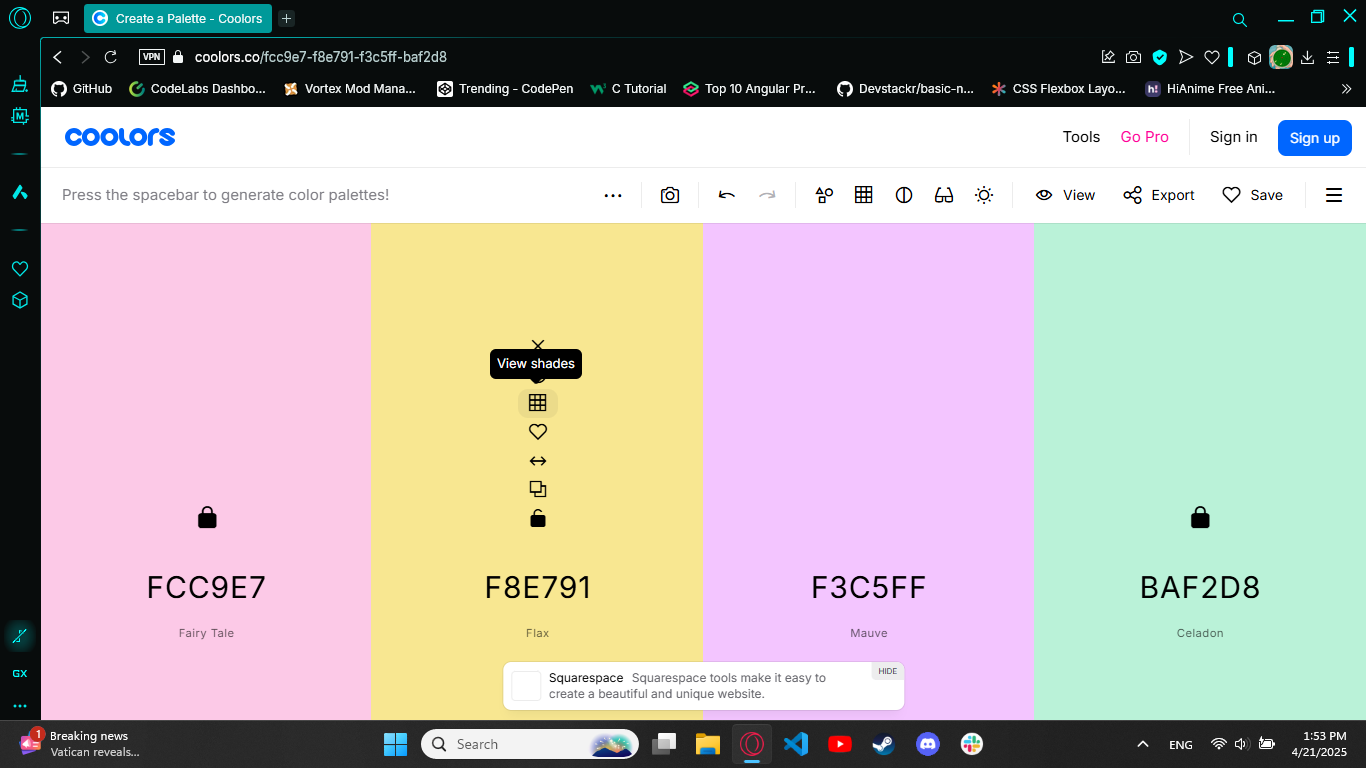 Create a Palette - Coolors
VPN
coolors.co/fcc9e7-f8e791-f3c5ff-baf2d8
GitHub
CodeLabs Dashbo...
Vortex Mod Mana...
Trending - CodePen
C Tutorial
Top 10 Angular Pr...
Devstackr/basic-n...
CSS Flexbox Layo...
h!
HiAnime Free Ani...
M
coolors
Tools
Go Pro
Sign in
Sign up
Press the spacebar to generate color palettes!
View
Export
Save
View shades
FCC9E7
Fairy Tale
F8E791
Flax
F3C5FF
Mauve
BAF2D8
Celadon
Squarespace Squarespace tools make it easy to
create a beautiful and unique website.
HIDE
GX
1
Breaking news
Vatican reveals...
Search
ENG
1:53 PM
4/21/2025